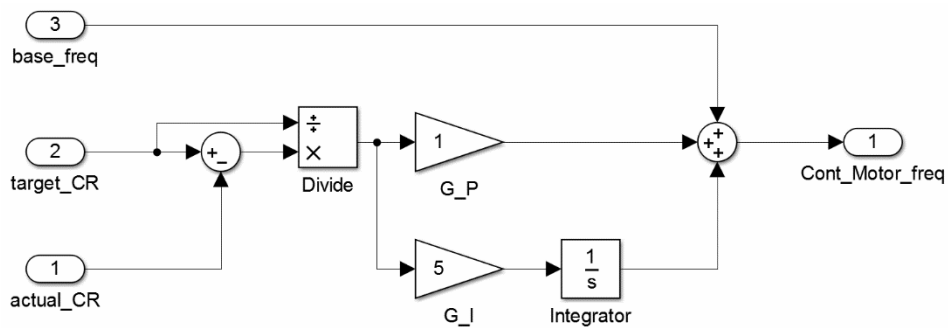 3
base_freq
2
target_CR
+
−
÷
×
Divide
1
G_P
+
+
+
1
Cont_Motor_freq
1
actual_CR
5
G_I
1
s
Integrator